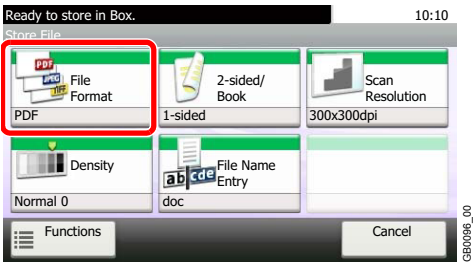 Ready to store in Box.
10:10
Store File
PDF
JPEG
TIFF
File
Format
PDF
2-sided/
Book
1-sided
Scan
Resolution
300x300dpi
Density
Normal 0
ab cde
File Name
Entry
doc
Functions
Cancel
GB0096_00